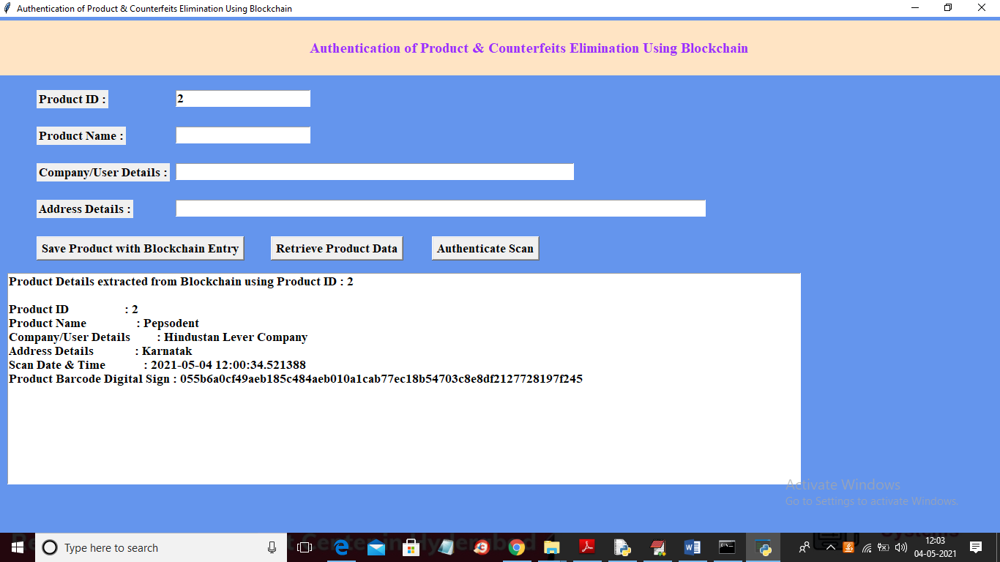 Authentication of Product & Counterfeits Elimination Using Blockchain
Authentication of Product & Counterfeits Elimination Using Blockchain
Product ID : 2
Product Name :
Company/User Details :
Address Details :
Save Product with Blockchain Entry Retrieve Product Data Authenticate Scan
Product Details extracted from Blockchain using Product ID : 2
Product ID : 2
Product Name : Pepsodent
Company/User Details : Hindustan Lever Company
Address Details : Karnatak
Scan Date & Time : 2021-05-04 12:00:34.521388
Product Barcode Digital Sign : 055b6a0cf49aeb185c484aeb010a1cab77ec18b54703c8e8df2127728197f245
Activate Windows
Go to Settings to activate Windows.
Systems
Type here to search
12:03
04-05-2021